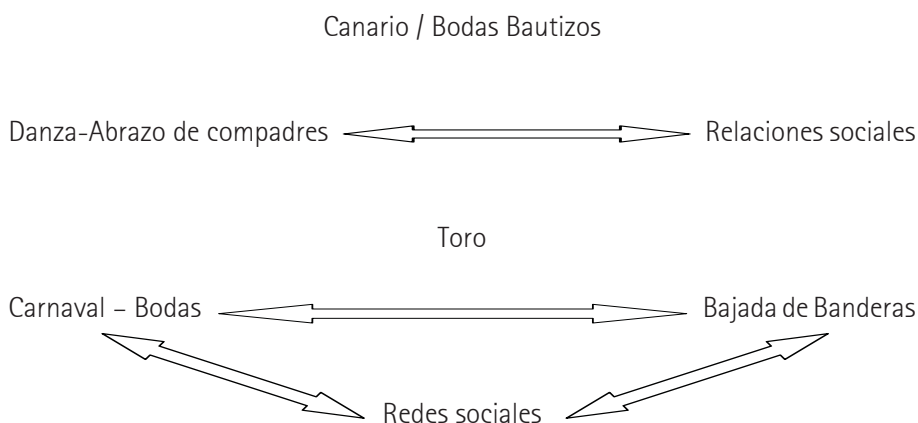 Canario / Bodas Bautizos
Danza-Abrazo de compadres Relaciones sociales
Toro
Carnaval – Bodas Bajada de Banderas
Redes sociales